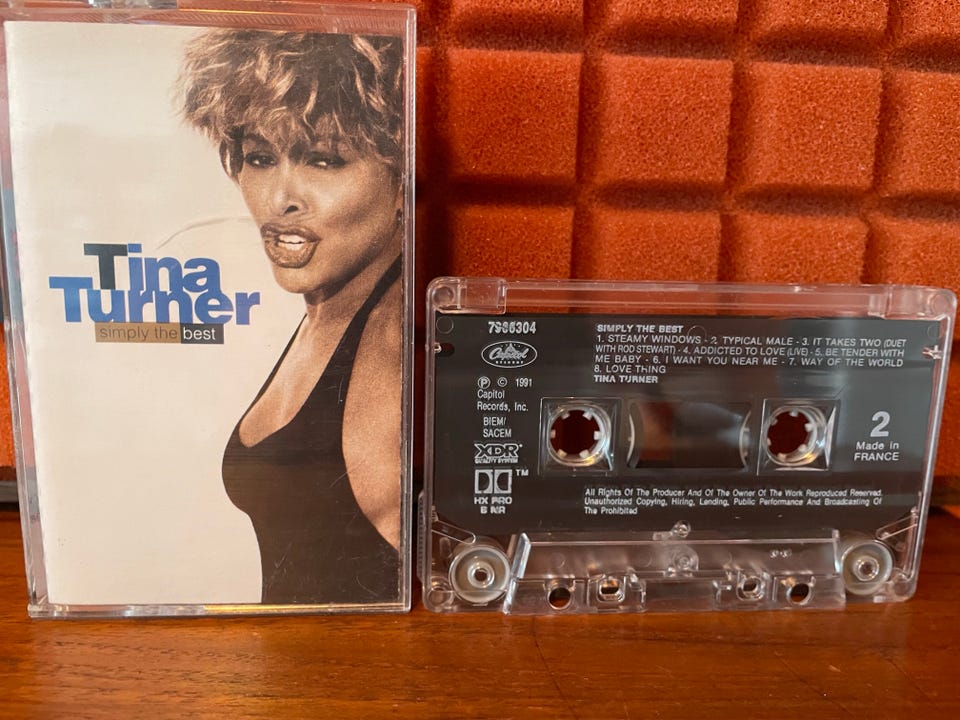 Tina
Turner
simply the best
7966304
Capitol
RECORDS
Ⓟ © 1991
Capitol
Records, Inc.
BIEM/
SACEM
XDR
QUALITY SYSTEM
™
HX PRO
B NR
SIMPLY THE BEST
1. STEAMY WINDOWS - 2. TYPICAL MALE - 3. IT TAKES TWO (DUET
WITH ROD STEWART) - 4. ADDICTED TO LOVE (LIVE) - 5. BE TENDER WITH
ME BABY - 6. I WANT YOU NEAR ME - 7. WAY OF THE WORLD
8. LOVE THING
TINA TURNER
2
Made in
FRANCE
All Rights Of The Producer And Of The Owner Of The Work Reproduced Reserved.
Unauthorized Copying, Hiring, Lending, Public Performance And Broadcasting Of
The Prohibited